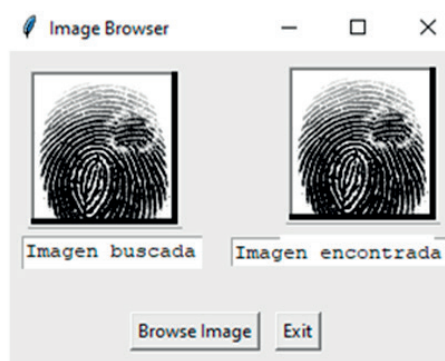 Image Browser
Imagen buscada
Imagen encontrada
Browse Image
Exit